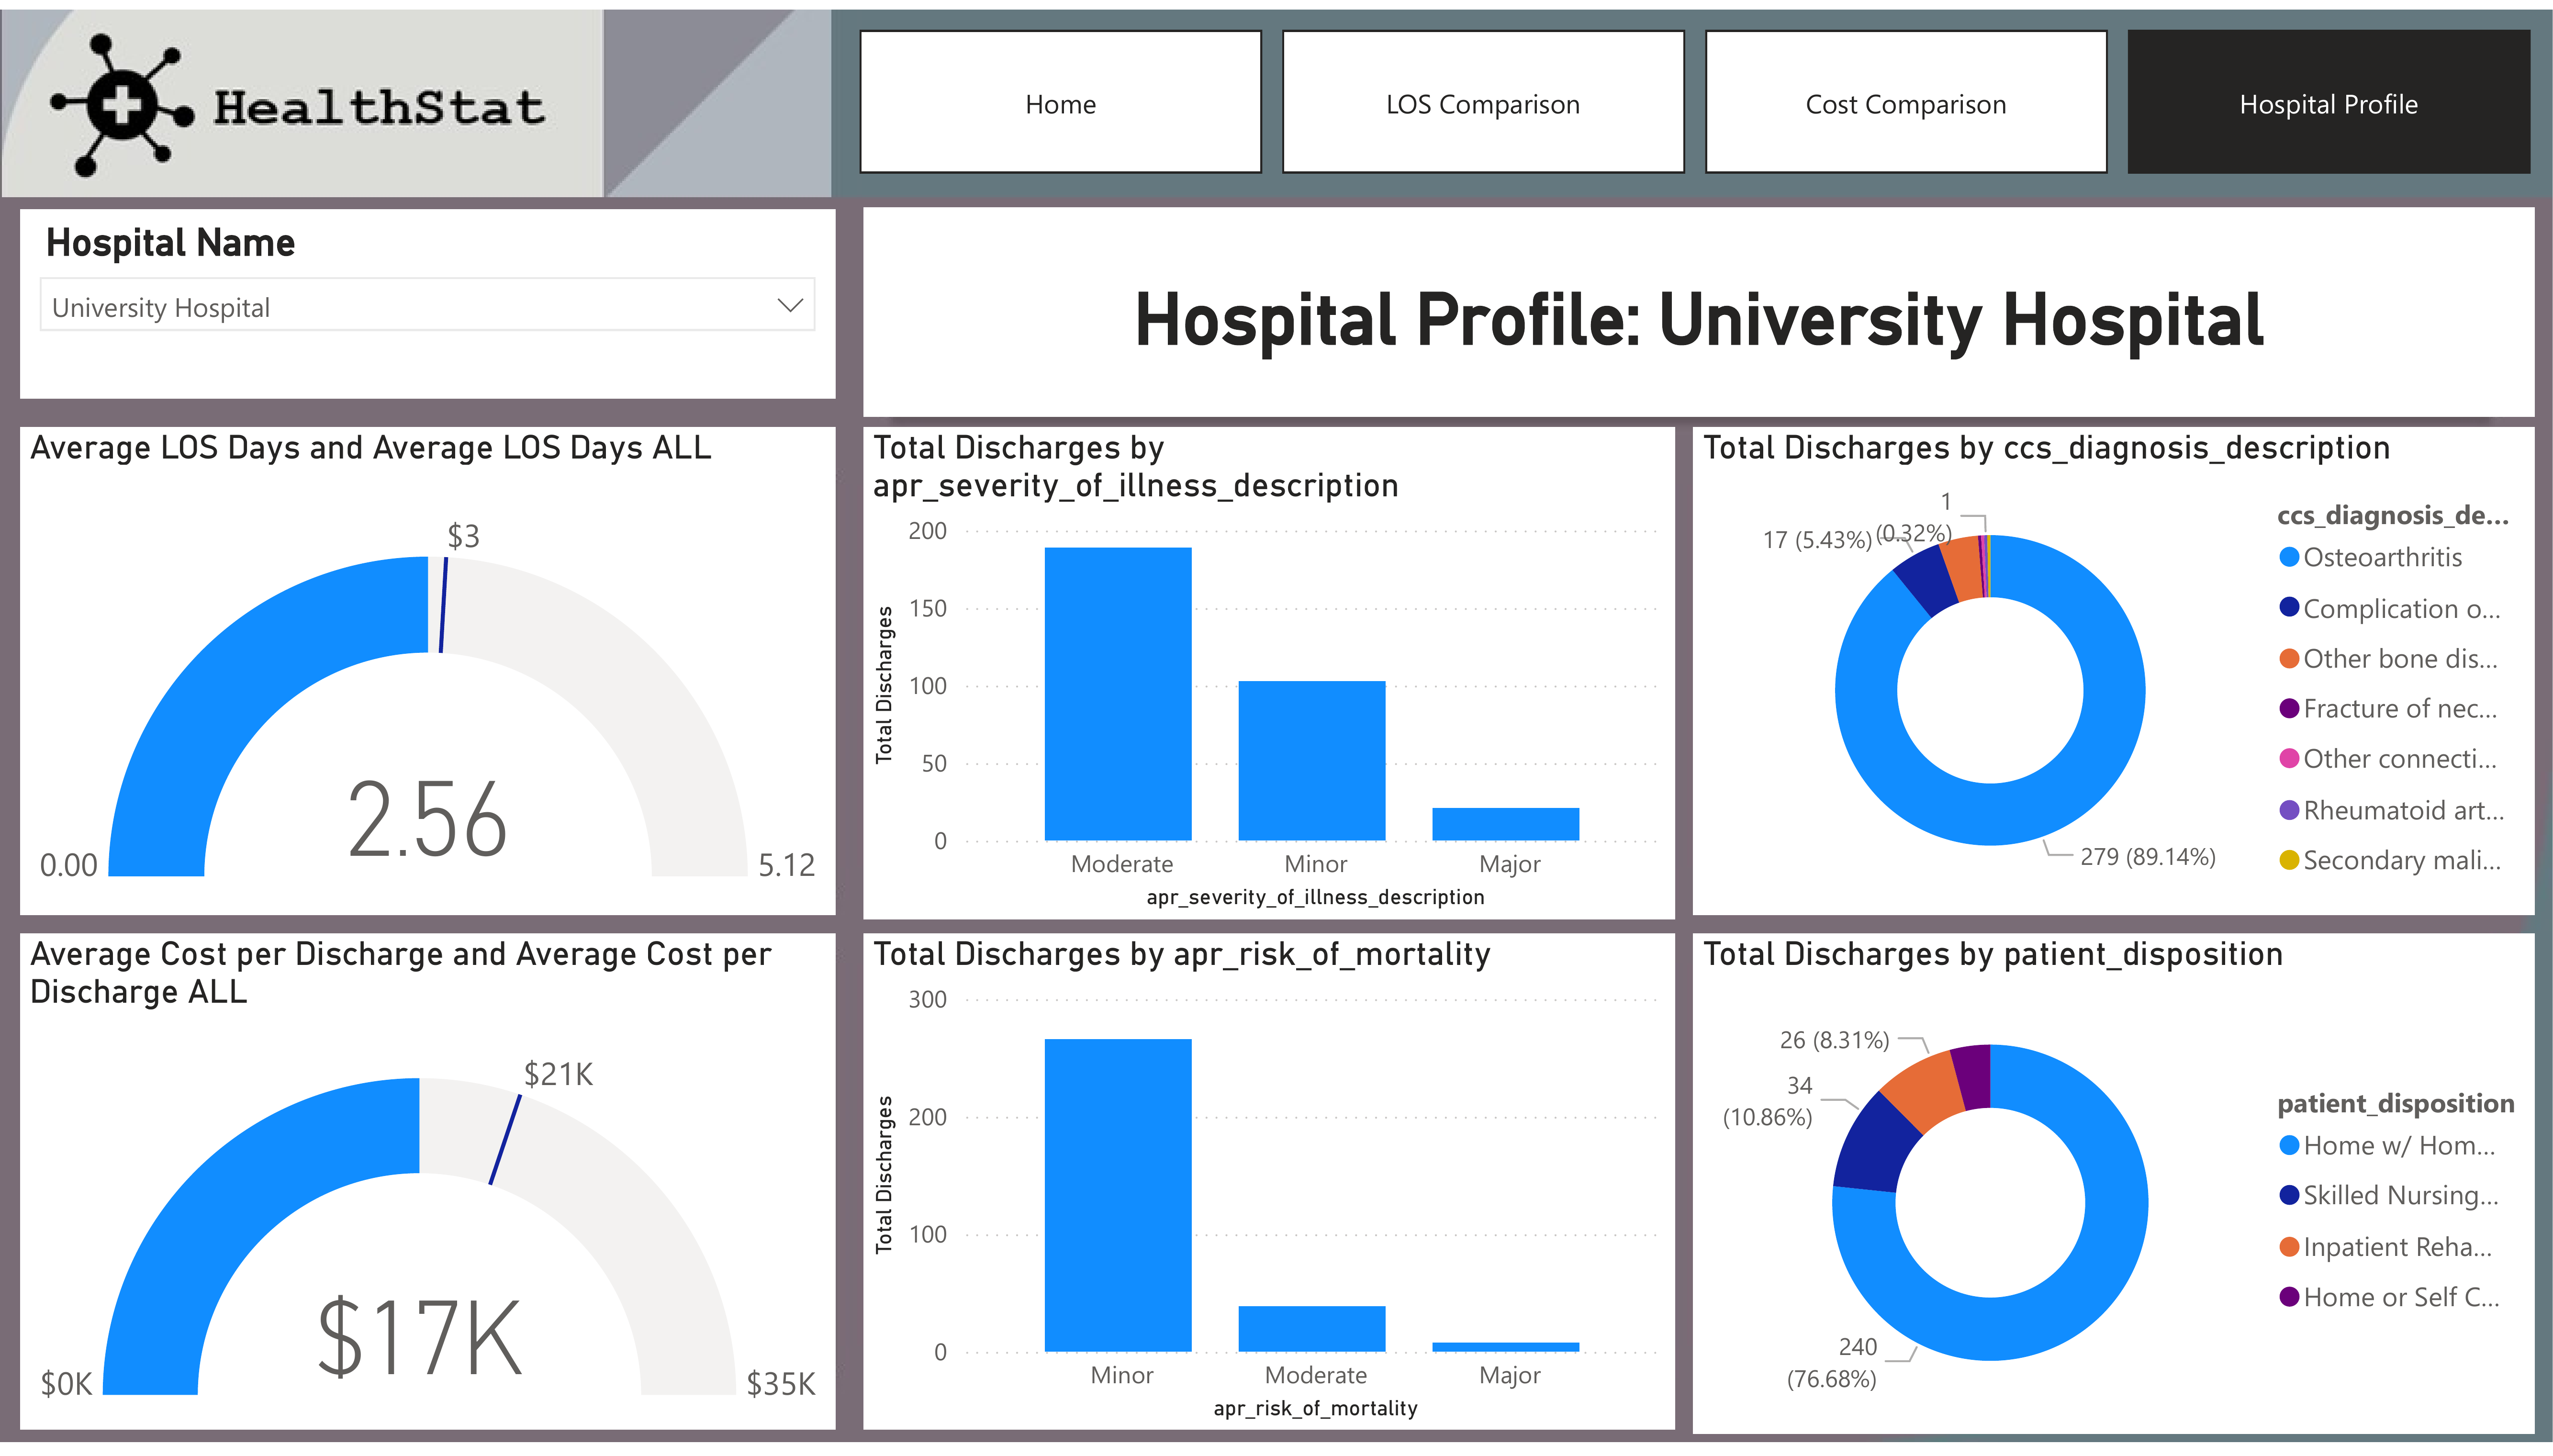 HealthStat
Home
LOS Comparison
Cost Comparison
Hospital Profile
Hospital Name
University Hospital
Hospital Profile: University Hospital
Average LOS Days and Average LOS Days ALL
$3
2.56
0.00
5.12
Total Discharges by
apr_severity_of_illness_description
Total Discharges
200
150
100
50
0
Moderate
Minor
Major
apr_severity_of_illness_description
Total Discharges by ccs_diagnosis_description
1
(0.32%)
17 (5.43%)
279 (89.14%)
ccs_diagnosis_de...
Osteoarthritis
Complication o...
Other bone dis...
Fracture of nec...
Other connecti...
Rheumatoid art...
Secondary mali...
Average Cost per Discharge and Average Cost per
Discharge ALL
$21K
$17K
$0K
$35K
Total Discharges by apr_risk_of_mortality
Total Discharges
300
200
100
0
Minor
Moderate
Major
apr_risk_of_mortality
Total Discharges by patient_disposition
26 (8.31%)
34
(10.86%)
240
(76.68%)
patient_disposition
Home w/ Hom...
Skilled Nursing...
Inpatient Reha...
Home or Self C...